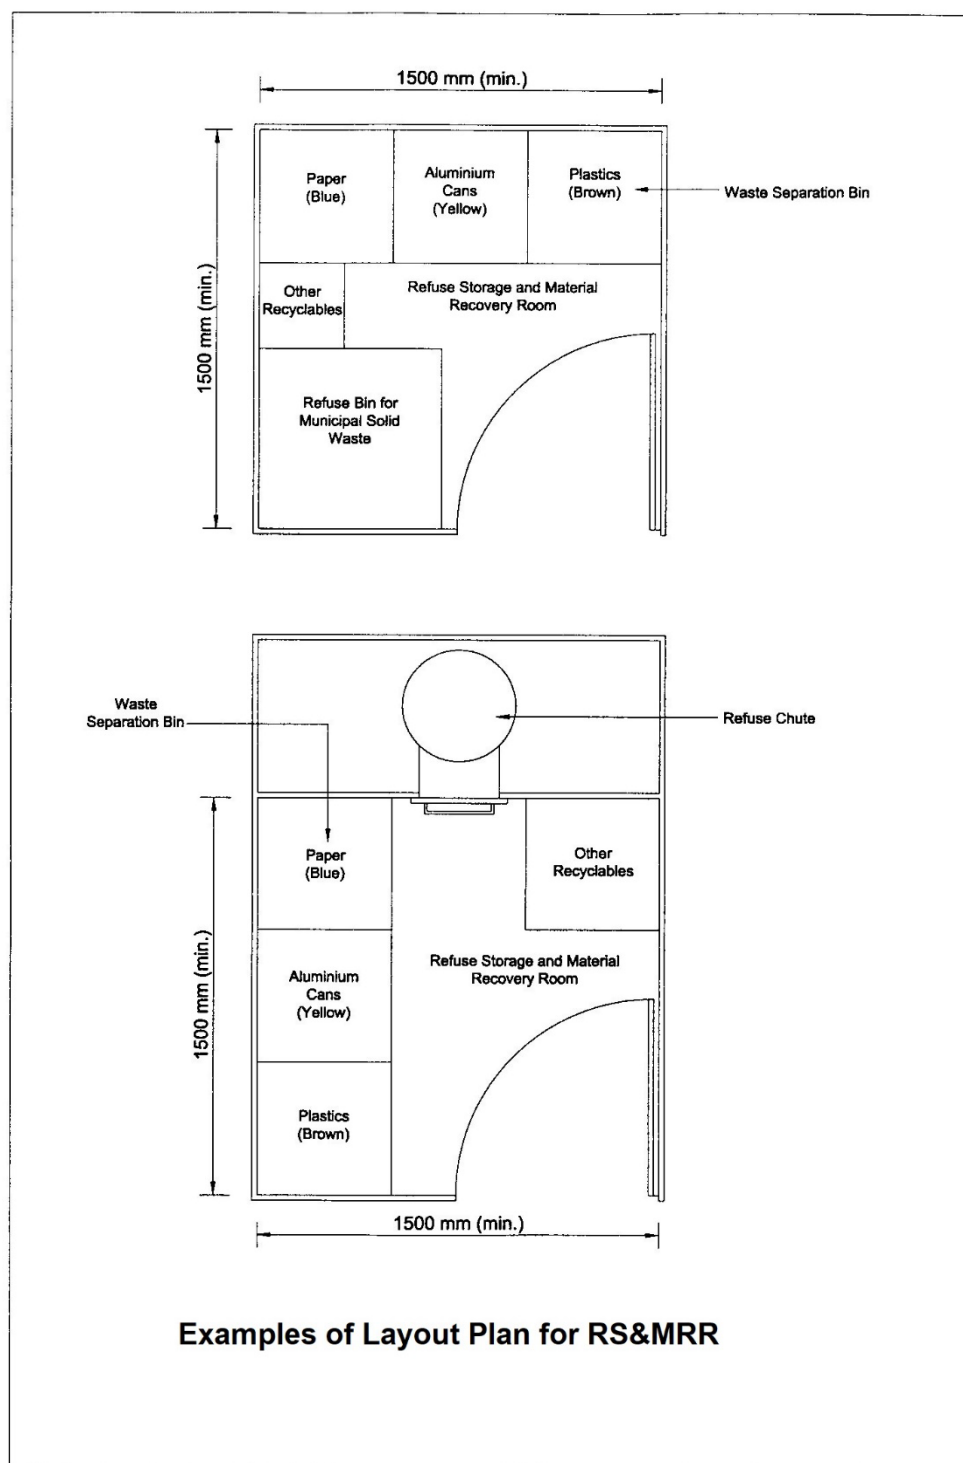 1500 mm (min.)
Paper
(Blue)
Aluminium
Cans
(Yellow)
Plastics
(Brown)
Waste Separation Bin
1500 mm (min.)
Other
Recyclables
Refuse Storage and Material
Recovery Room
Refuse Bin for
Municipal Solid
Waste
Waste
Separation Bin
Refuse Chute
Paper
(Blue)
Other
Recyclables
1500 mm (min.)
Aluminium
Cans
(Yellow)
Refuse Storage and Material
Recovery Room
Plastics
(Brown)
1500 mm (min.)
Examples of Layout Plan for RS&MRR